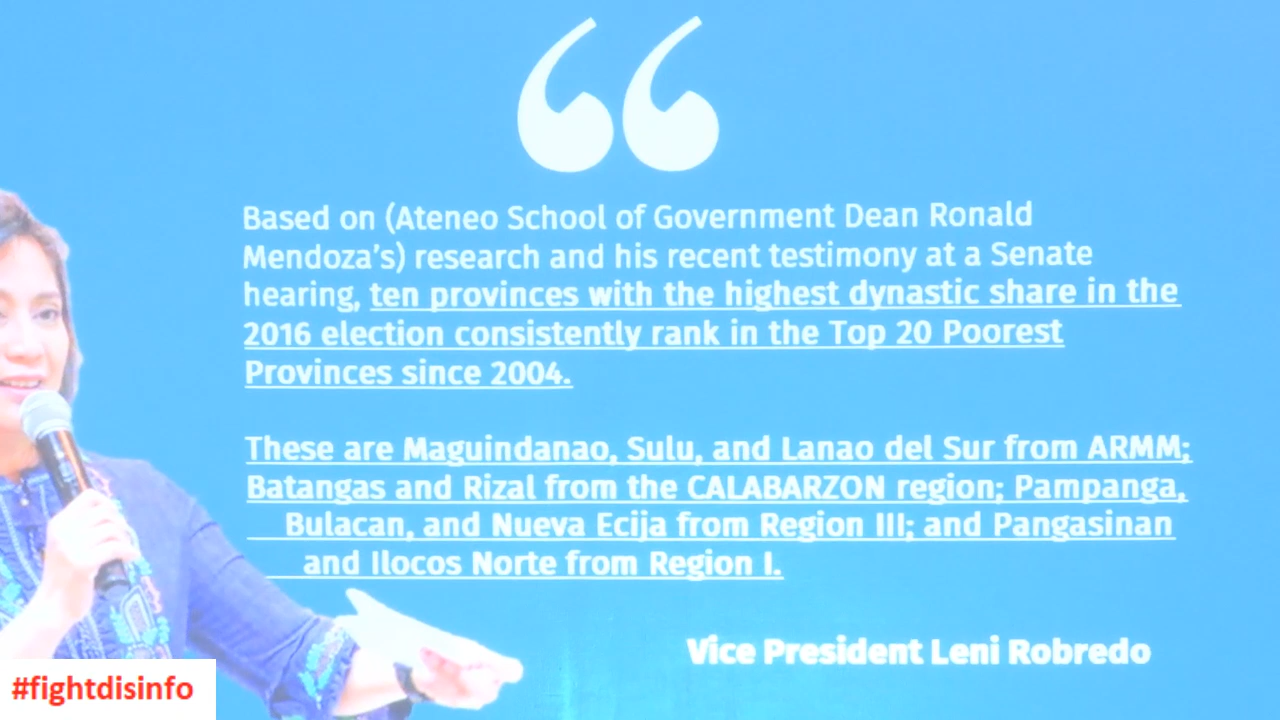 “
Based on (Ateneo School of Government Dean Ronald
Mendoza’s) research and his recent testimony at a Senate
hearing, ten provinces with the highest dynastic share in the
2016 election consistently rank in the Top 20 Poorest
Provinces since 2004.
These are Maguindanao, Sulu, and Lanao del Sur from ARMM;
Batangas and Rizal from the CALABARZON region; Pampanga,
Bulacan, and Nueva Ecija from Region III; and Pangasinan
and Ilocos Norte from Region I.
Vice President Leni Robredo
#fightdisinfo